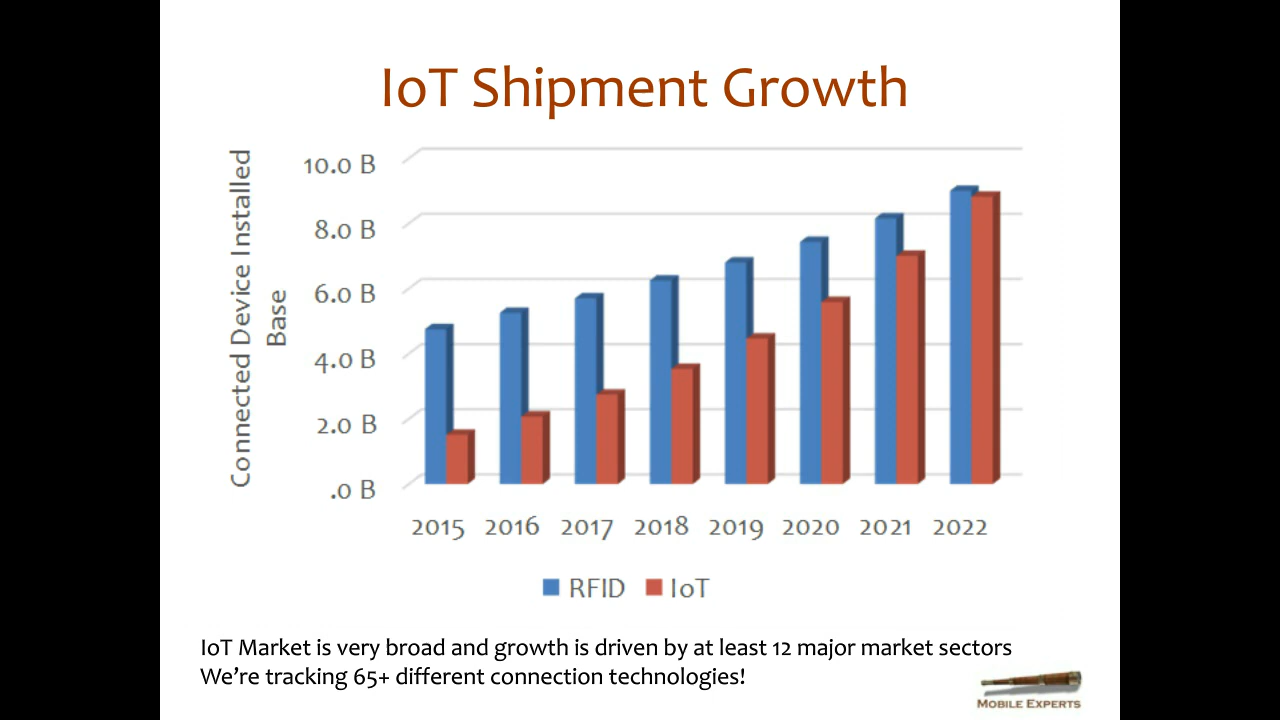 IoT Shipment Growth
Connected Device Installed
Base
10.0 B
8.0 B
6.0 B
4.0 B
2.0 B
.0 B
2015 2016 2017 2018 2019 2020 2021 2022
RFID IoT
IoT Market is very broad and growth is driven by at least 12 major market sectors
We’re tracking 65+ different connection technologies!
MOBILE EXPERTS